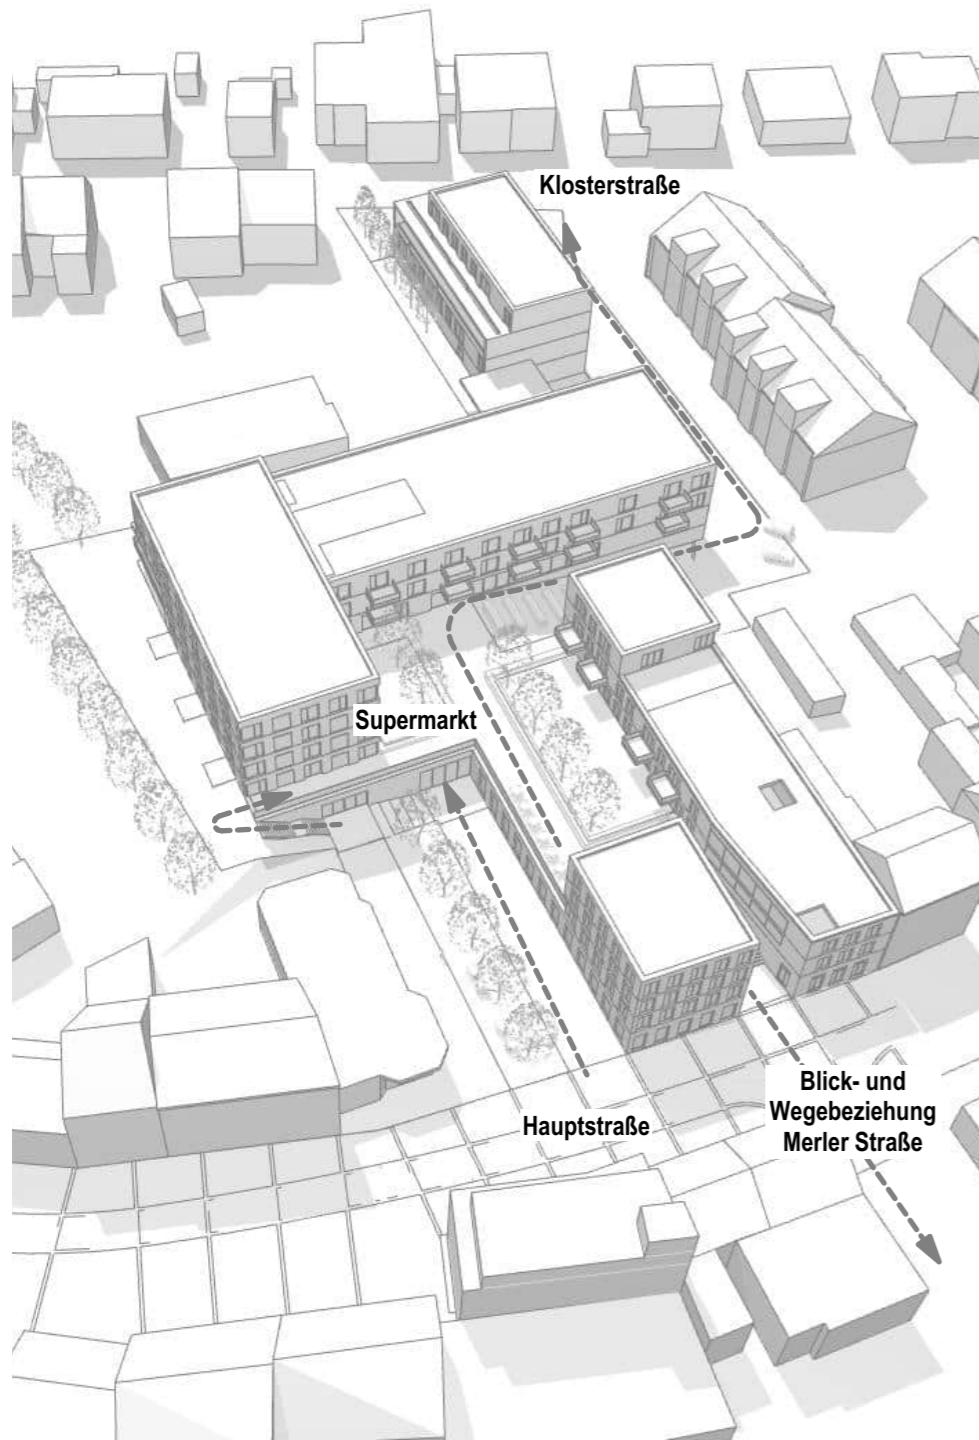 Klosterstraße
Supermarkt
Hauptstraße
Blick- und
Wegebeziehung
Merler Straße